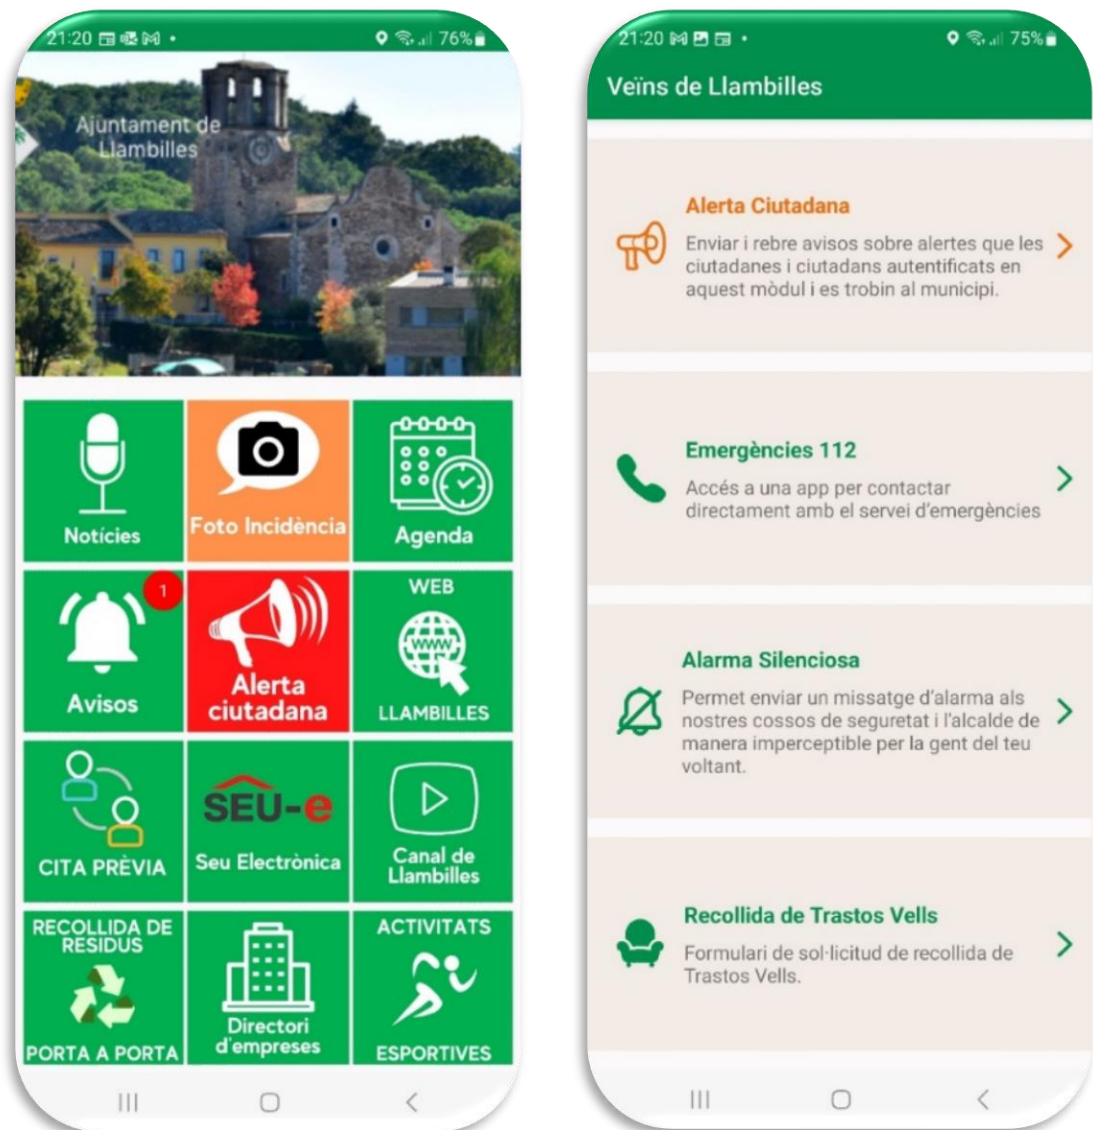 21:20
76%
Ajuntament de
Llambilles
Notícies
Foto Incidència
Agenda
1
Avisos
Alerta
ciutadana
WEB
www
LLAMBILLES
CITA PRÈVIA
SEU-e
Seu Electrònica
Canal de
Llambilles
RECOLLIDA DE
RESIDUS
PORTA A PORTA
Directori
d'empreses
ACTIVITATS
ESPORTIVES
21:20
75%
Veïns de Llambilles
Alerta Ciutadana
Enviar i rebre avisos sobre alertes que les
ciutadanes i ciutadans autentificats en
aquest mòdul i es trobin al municipi.
Emergències 112
Accés a una app per contactar
directament amb el servei d'emergències
Alarma Silenciosa
Permet enviar un missatge d'alarma als
nostres cossos de seguretat i l'alcalde de
manera imperceptible per la gent del teu
voltant.
Recollida de Trastos Vells
Formulari de sol·licitud de recollida de
Trastos Vells.